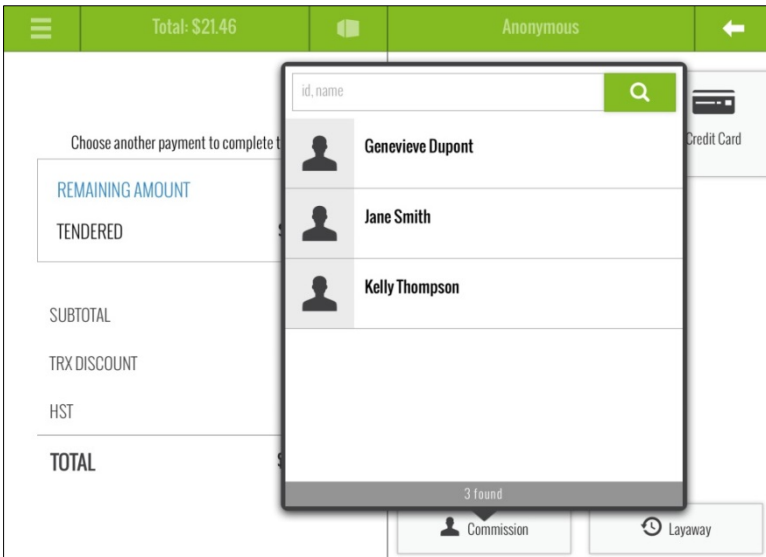 Total: $21.46
Anonymous
id, name
Choose another payment to complete t
Credit Card
Genevieve Dupont
REMAINING AMOUNT
TENDERED
Jane Smith
Kelly Thompson
SUBTOTAL
TRX DISCOUNT
HST
TOTAL
3 found
Commission
Layaway